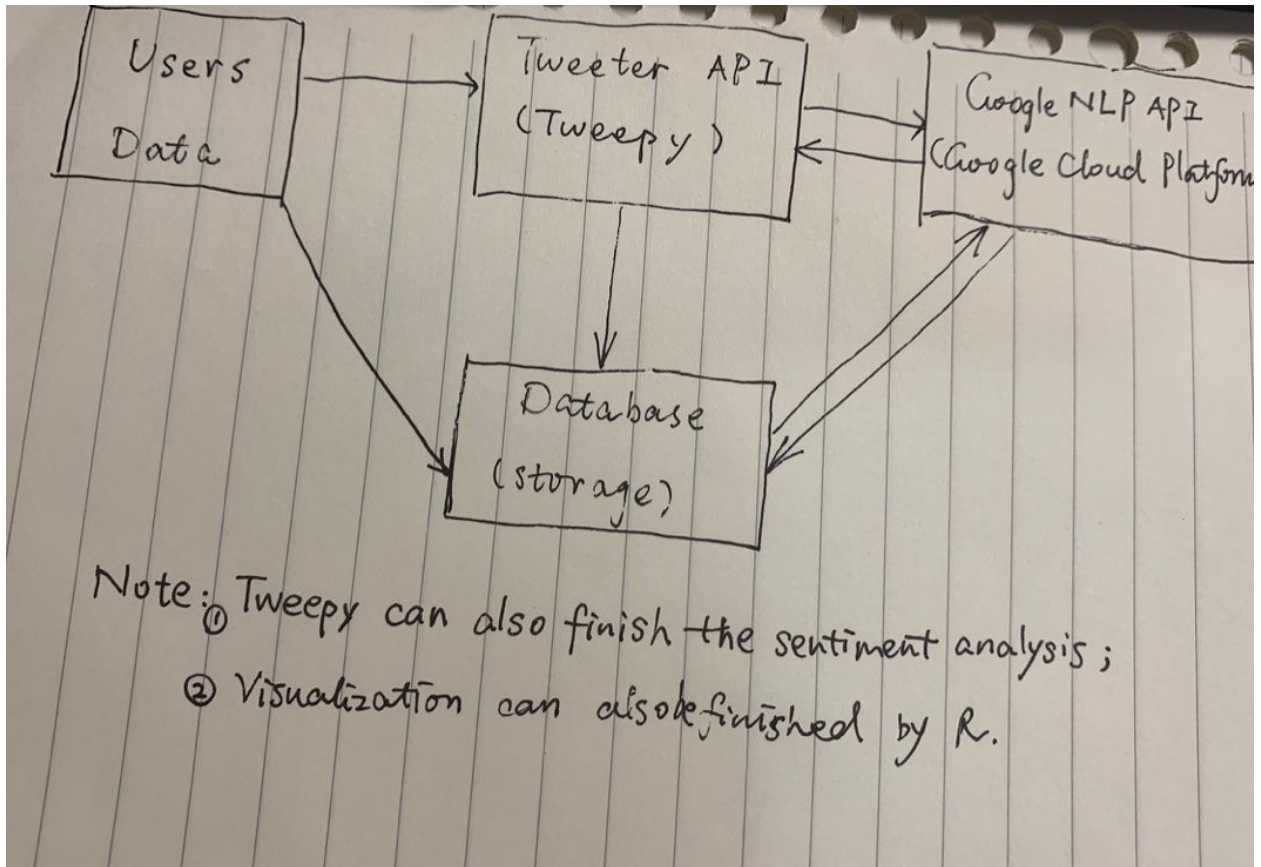 Users
Data
Tweeter API
(Tweepy)
Google NLP API
(Google Cloud Platform
Database
(storage)
Note: ① Tweepy can also finish the sentiment analysis;
② Visualization can also be finished by R.